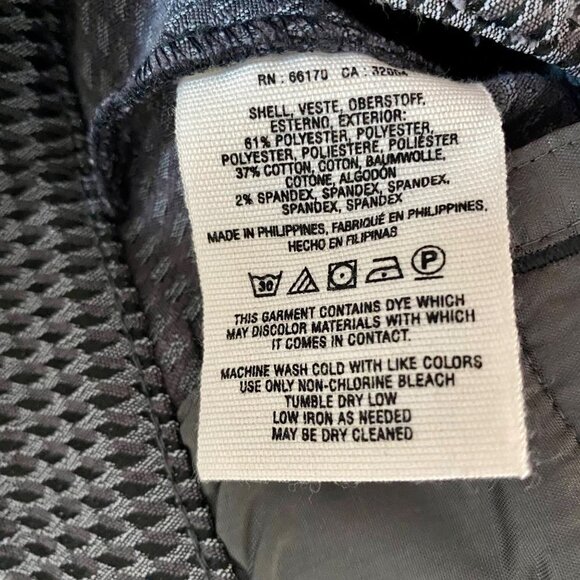 RN : 66170 CA :
SHELL, VESTE, OBERSTOFF,
ESTERNO, EXTERIOR:
61% POLYESTER, POLYESTER,
POLYESTER, POLIESTERE, POLIÉSTER
37% COTTON, COTON, BAUMWOLLE,
COTONE, ALGODÓN
2% SPANDEX, SPANDEX, SPANDEX,
SPANDEX, SPANDEX
MADE IN PHILIPPINES, FABRIQUÉ EN PHILIPPINES,
HECHO EN FILIPINAS
30 P
THIS GARMENT CONTAINS DYE WHICH
MAY DISCOLOR MATERIALS WITH WHICH
IT COMES IN CONTACT.
MACHINE WASH COLD WITH LIKE COLORS
USE ONLY NON-CHLORINE BLEACH
TUMBLE DRY LOW
LOW IRON AS NEEDED
MAY BE DRY CLEANED